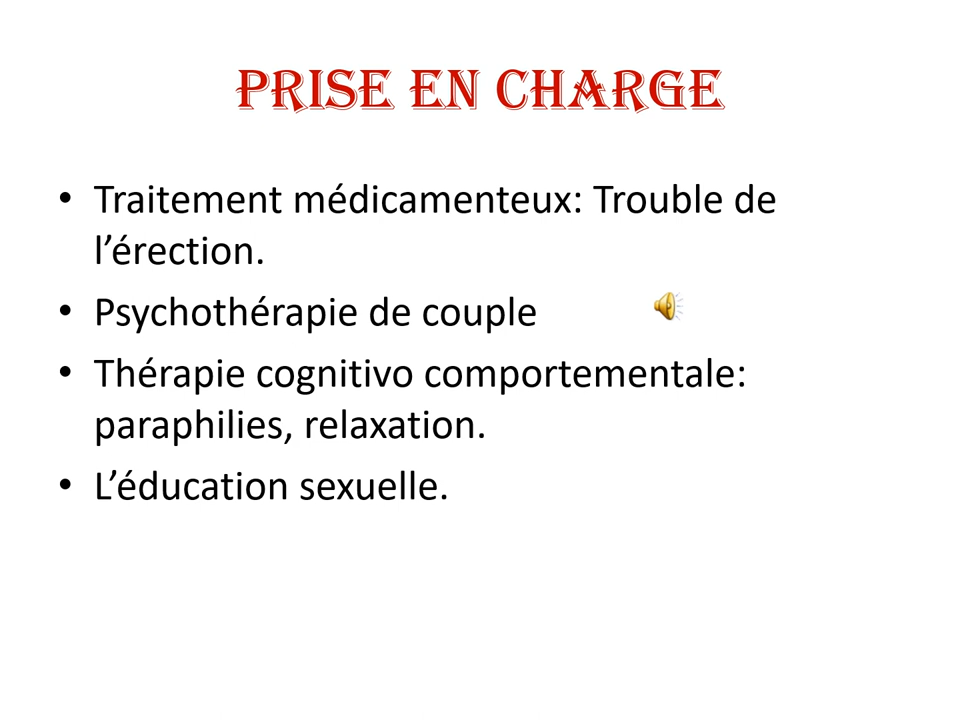 PRISE EN CHARGE
• Traitement médicamenteux: Trouble de
l’érection.
• Psychothérapie de couple
• Thérapie cognitivo comportementale:
paraphilies, relaxation.
• L’éducation sexuelle.